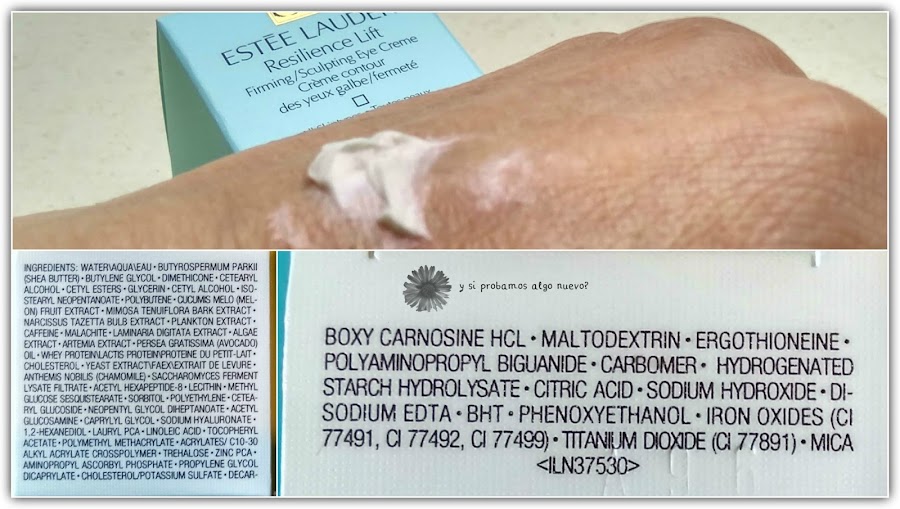 ESTĒE LAUDER
Resilience Lift
Firming/Sculpting Eye Creme
Crème contour
des yeux galbe/fermeté
y si probamos algo nuevo?
INGREDIENTS: WATER\AQUA\EAU • BUTYROSPERMUM PARKII
(SHEA BUTTER) • BUTYLENE GLYCOL • DIMETHICONE • CETEARYL
ALCOHOL • CETYL ESTERS • GLYCERIN • CETYL ALCOHOL • ISO-
STEARYL NEOPENTANOATE • POLYBUTENE • CUCUMIS MELO (MEL-
ON) FRUIT EXTRACT • MIMOSA TENUIFLORA BARK EXTRACT •
NARCISSUS TAZETTA BULB EXTRACT • PLANKTON EXTRACT •
CAFFEINE • MALACHITE • LAMINARIA DIGITATA EXTRACT • ALGAE
EXTRACT • ARTEMIA EXTRACT • PERSEA GRATISSIMA (AVOCADO)
OIL • WHEY PROTEIN\LACTIS PROTEIN\PROTÉINE DU PETIT-LAIT •
CHOLESTEROL • YEAST EXTRACT\FAEX\EXTRAIT DE LEVURE •
ANTHEMIS NOBILIS (CHAMOMILE) • SACCHAROMYCES FERMENT
LYSATE FILTRATE • ACETYL HEXAPEPTIDE-8 • LECITHIN • METHYL
GLUCOSE SESQUISTEARATE • SORBITOL • POLYETHYLENE • CETEA-
RYL GLUCOSIDE • NEOPENTYL GLYCOL DIHEPTANOATE • ACETYL
GLUCOSAMINE • CAPRYLYL GLYCOL • SODIUM HYALURONATE •
1,2-HEXANEDIOL • LAURYL PCA • LINOLEIC ACID • TOCOPHERYL
ACETATE • POLYMETHYL METHACRYLATE • ACRYLATES/ C10-30
ALKYL ACRYLATE CROSSPOLYMER • TREHALOSE • ZINC PCA •
AMINOPROPYL ASCORBYL PHOSPHATE • PROPYLENE GLYCOL
DICAPRYLATE • CHOLESTEROL/POTASSIUM SULFATE • DECAR-
BOXY CARNOSINE HCL • MALTODEXTRIN • ERGOTHIONEINE •
POLYAMINOPROPYL BIGUANIDE • CARBOMER • HYDROGENATED
STARCH HYDROLYSATE • CITRIC ACID • SODIUM HYDROXIDE • DI-
SODIUM EDTA • BHT • PHENOXYETHANOL • IRON OXIDES (CI
77491, CI 77492, CI 77499) • TITANIUM DIOXIDE (CI 77891) • MICA
<ILN37530>